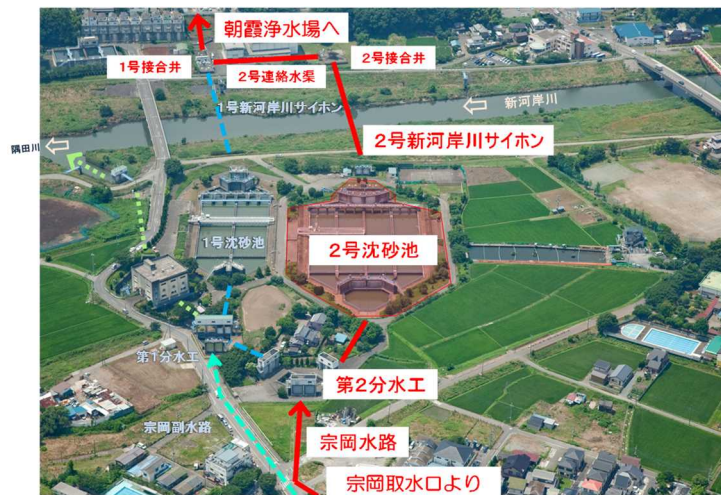 朝霞浄水場へ
1号接合井
2号連絡水渠
2号接合井
1号新河岸川サイホン
新河岸川
隅田川
2号新河岸川サイホン
1号沈砂池
2号沈砂池
第1分水工
第2分水工
宗岡副水路
宗岡水路
宗岡取水口より